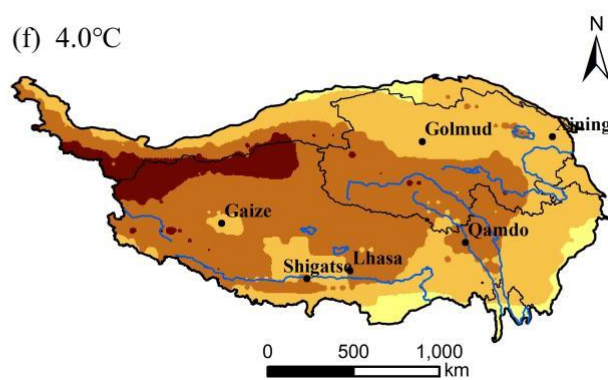 (f) 4.0°C
N
Golmud
Xining
Gaize
Qamdo
Lhasa
Shigatse
0 500 1,000
km